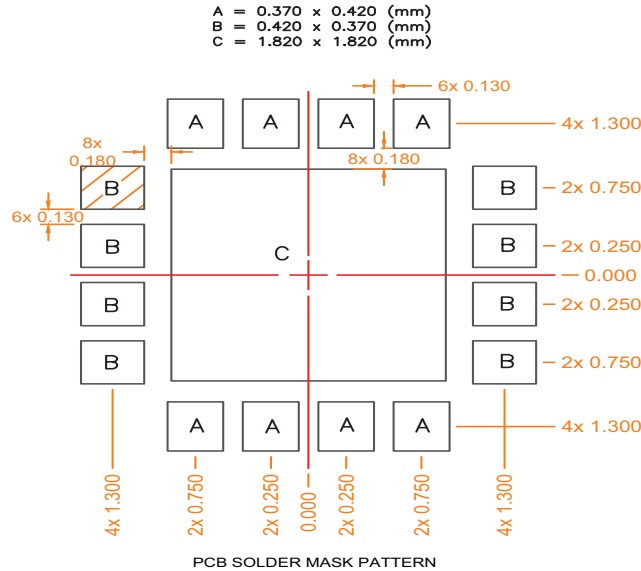 A = 0.370 x 0.420 (mm)
B = 0.420 x 0.370 (mm)
C = 1.820 x 1.820 (mm)
6x 0.130
A A A A
4x 1.300
8x
0.180
8x 0.180
B
B
2x 0.750
6x 0.130
B
B
2x 0.250
C
0.000
B
B
2x 0.250
B
B
2x 0.750
A A A A
4x 1.300
4x 1.300
2x 0.750
2x 0.250
0.000
2x 0.250
2x 0.750
4x 1.300
PCB SOLDER MASK PATTERN